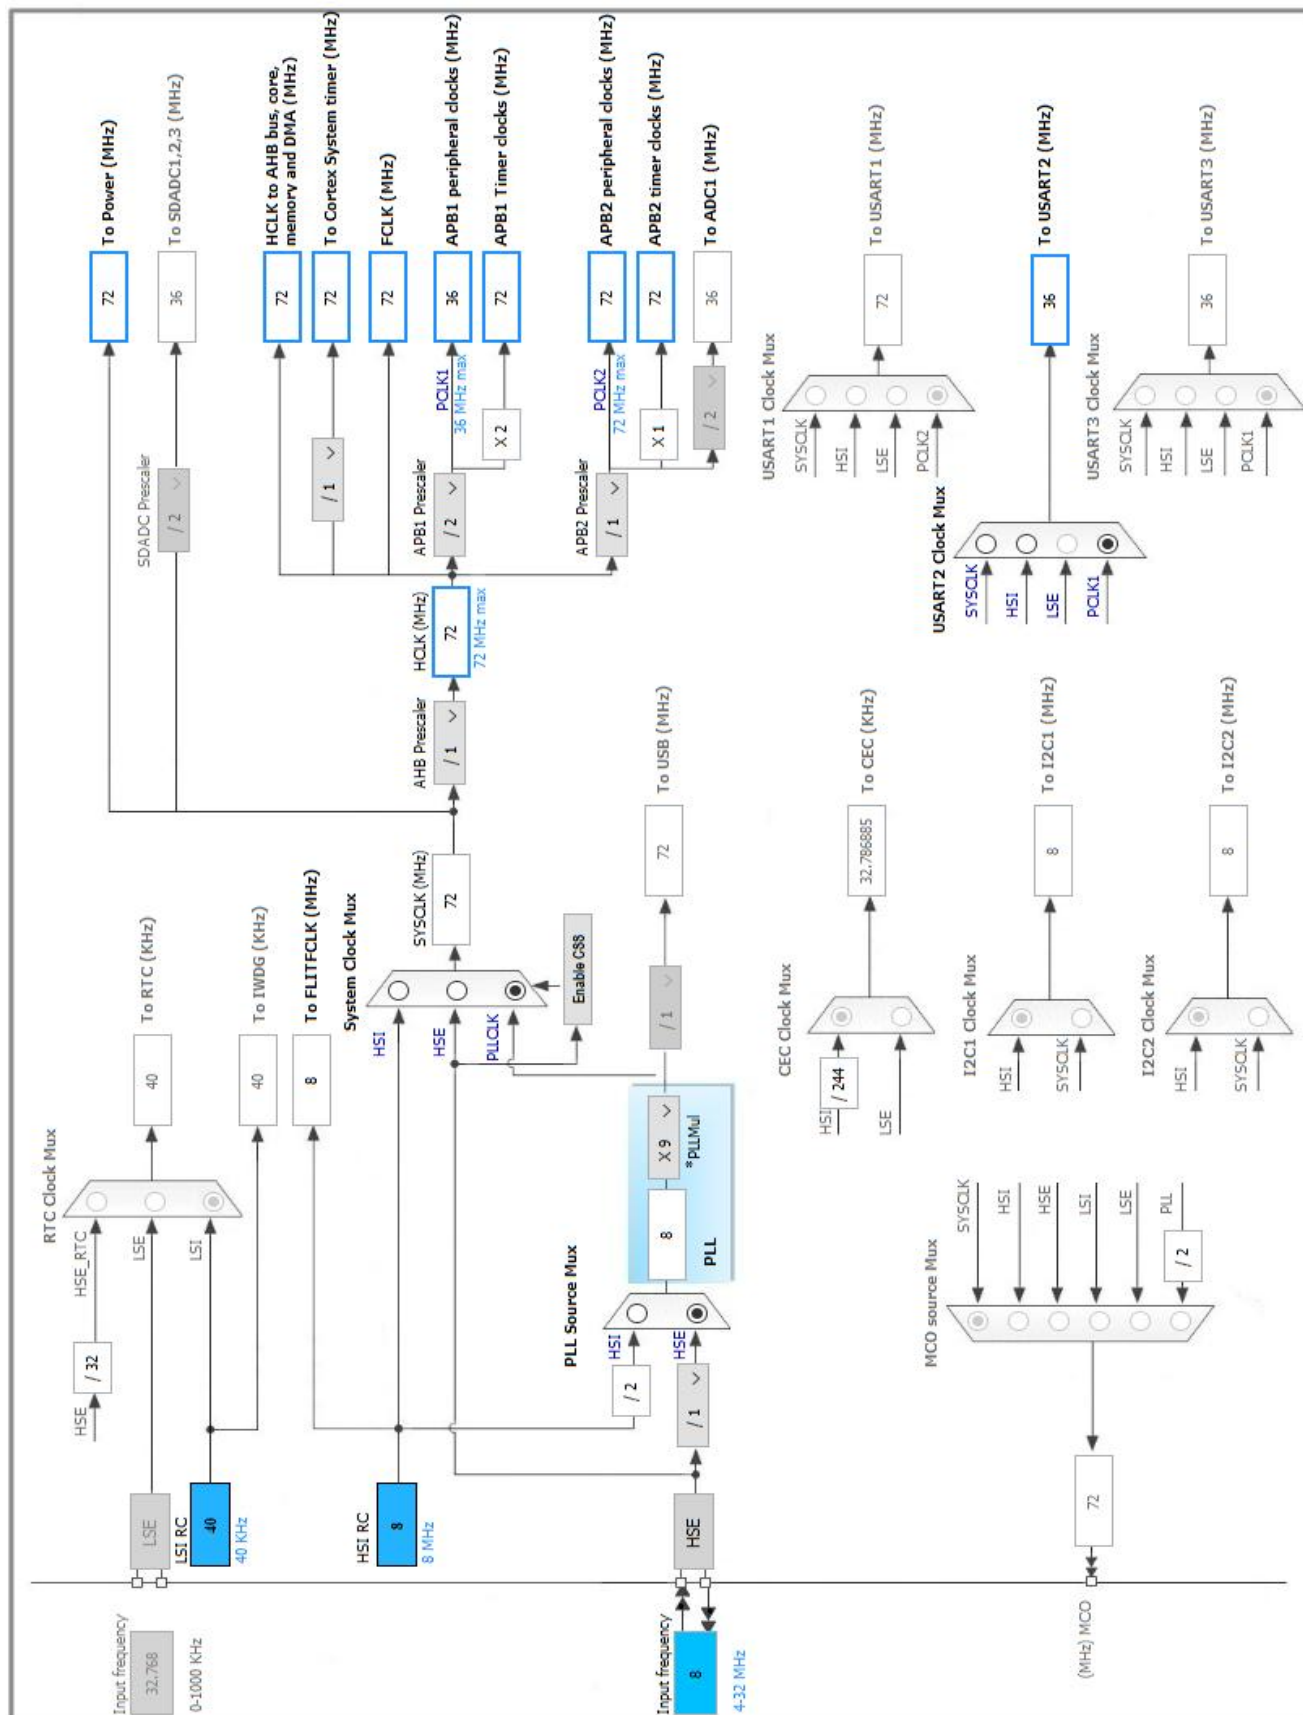 Input frequency
32.768
0-1000 KHz
LSE
LSI RC
40
40 KHz
HSE
/ 32
HSE_RTC
LSE
LSI
RTC Clock Mux
40
To RTC (KHz)
40
To IWDG (KHz)
8
To FLITFCLK (MHz)
HSI RC
8
8 MHz
Input frequency
8
4-32 MHz
HSE
/ 2
/ 1
HSI
HSE
PLL Source Mux
8
X 9
*PLLMul
PLL
/ 1
72
To USB (MHz)
System Clock Mux
HSI
HSE
PLLCLK
Enable CSS
SYSCLK (MHz)
72
AHB Prescaler
/ 1
HCLK (MHz)
72
72 MHz max
72
To Power (MHz)
SDADC Prescaler
/ 2
36
To SDADC1,2,3 (MHz)
72
HCLK to AHB bus, core,
memory and DMA (MHz)
/ 1
72
To Cortex System timer (MHz)
72
FCLK (MHz)
APB1 Prescaler
/ 2
PCLK1
36 MHz max
36
APB1 peripheral clocks (MHz)
X 2
72
APB1 Timer clocks (MHz)
APB2 Prescaler
/ 1
PCLK2
72 MHz max
72
APB2 peripheral clocks (MHz)
X 1
72
APB2 timer clocks (MHz)
/ 2
36
To ADC1 (MHz)
CEC Clock Mux
HSI
/ 244
LSE
32.786885
To CEC (KHz)
I2C1 Clock Mux
HSI
SYSCLK
8
To I2C1 (MHz)
I2C2 Clock Mux
HSI
SYSCLK
8
To I2C2 (MHz)
USART1 Clock Mux
SYSCLK
HSI
LSE
PCLK2
72
To USART1 (MHz)
USART2 Clock Mux
SYSCLK
HSI
LSE
PCLK1
36
To USART2 (MHz)
USART3 Clock Mux
SYSCLK
HSI
LSE
PCLK1
36
To USART3 (MHz)
MCO source Mux
SYSCLK
HSI
HSE
LSI
LSE
PLL
/ 2
72
(MHz) MCO